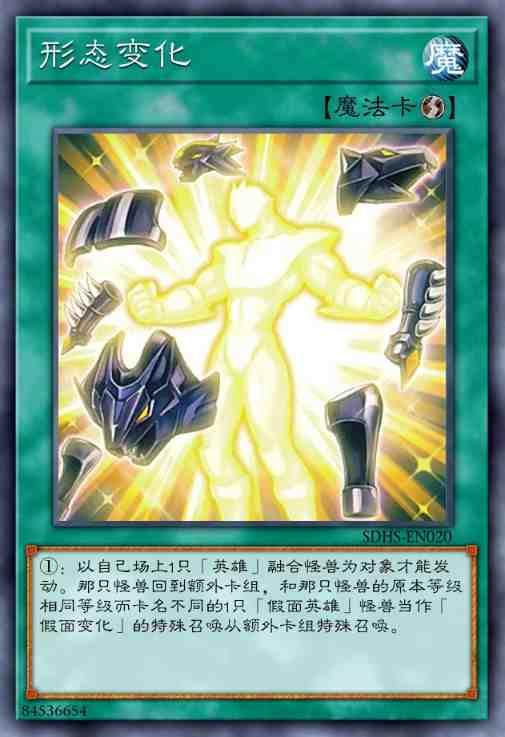 形态变化
魔
【魔法卡】
SDHS-EN020
①：以自己场上1只「英雄」融合怪兽为对象才能发
动。那只怪兽回到额外卡组，和那只怪兽的原本等级
相同等级而卡名不同的1只「假面英雄」怪兽当作「
假面变化」的特殊召唤从额外卡组特殊召唤。
84536654